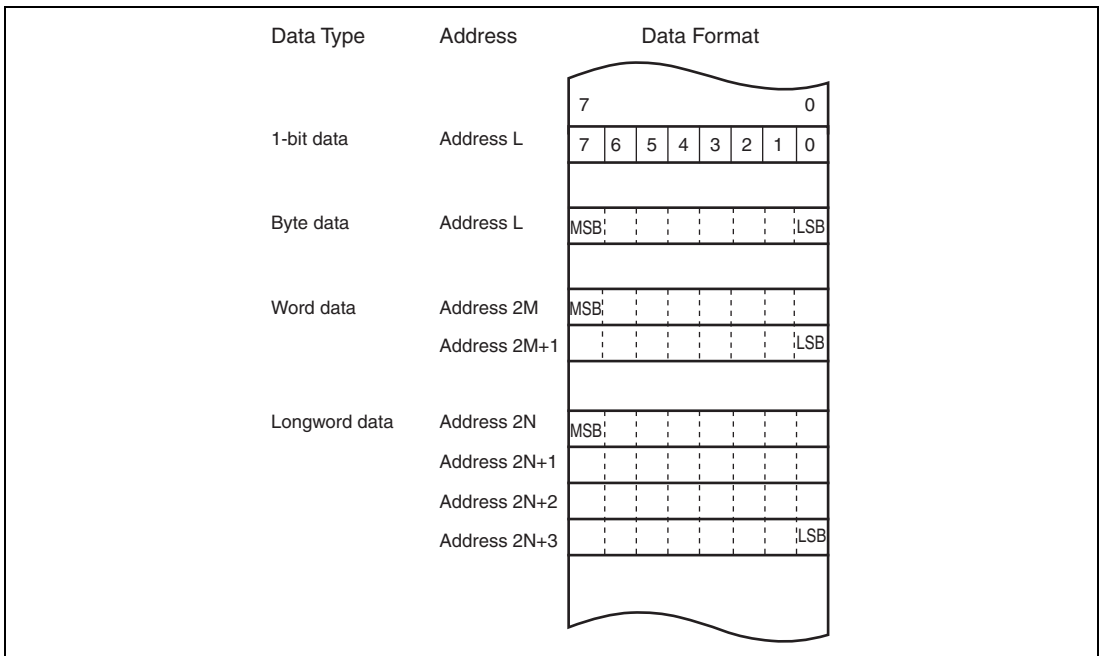 Data Type Address Data Format
7 0
1-bit data Address L 7 6 5 4 3 2 1 0
Byte data Address L MSB LSB
Word data Address 2M MSB
Address 2M+1 LSB
Longword data Address 2N MSB
Address 2N+1
Address 2N+2
Address 2N+3 LSB